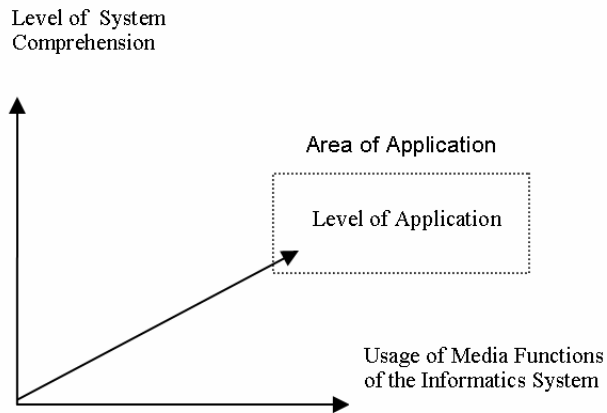 Level of System
Comprehension
Area of Application
Level of Application
Usage of Media Functions
of the Informatics System